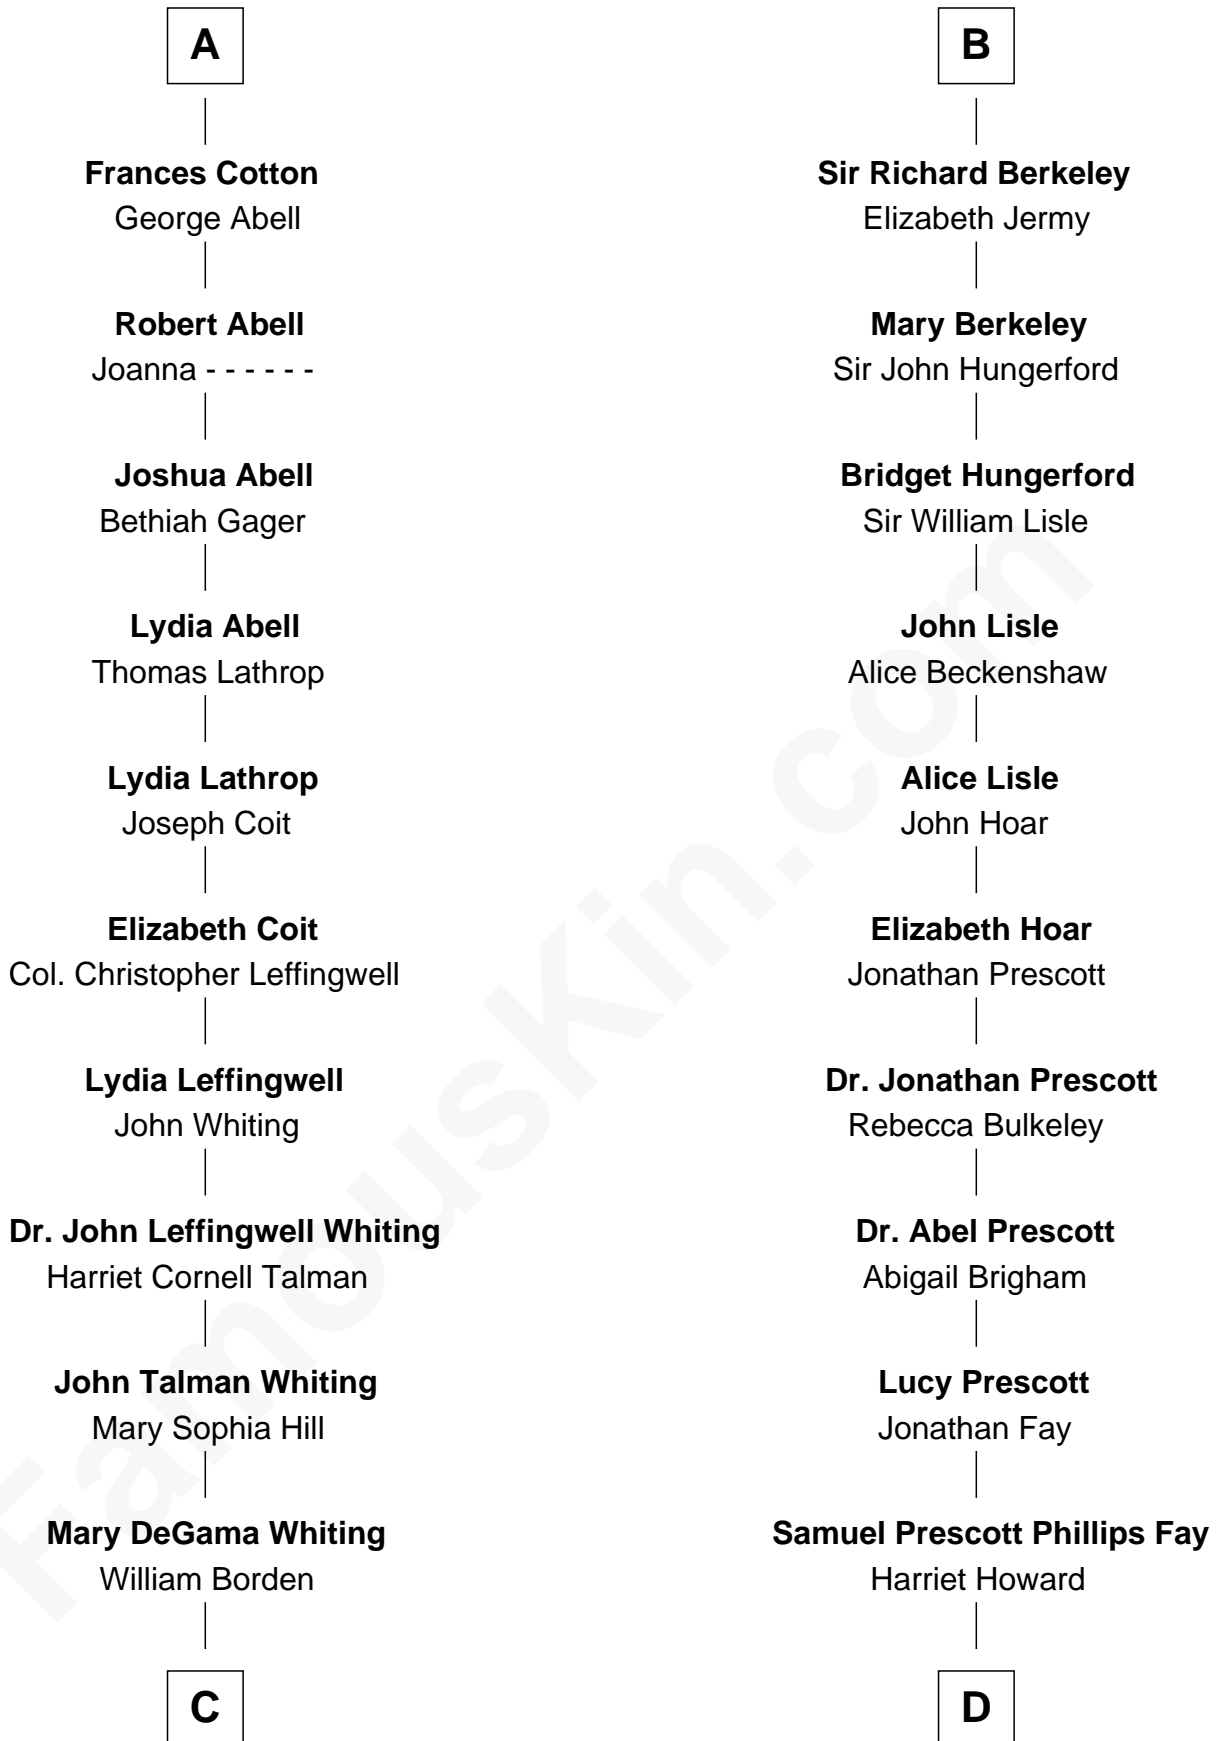 A
Frances Cotton
George Abell
Robert Abell
Joanna - - - - - -
Joshua Abell
Bethiah Gager
Lydia Abell
Thomas Lathrop
Lydia Lathrop
Joseph Coit
Elizabeth Coit
Col. Christopher Leffingwell
Lydia Leffingwell
John Whiting
Dr. John Leffingwell Whiting
Harriet Cornell Talman
John Talman Whiting
Mary Sophia Hill
Mary DeGama Whiting
William Borden
C
B
Sir Richard Berkeley
Elizabeth Jermy
Mary Berkeley
Sir John Hungerford
Bridget Hungerford
Sir William Lisle
John Lisle
Alice Beckenshaw
Alice Lisle
John Hoar
Elizabeth Hoar
Jonathan Prescott
Dr. Jonathan Prescott
Rebecca Bulkeley
Dr. Abel Prescott
Abigail Brigham
Lucy Prescott
Jonathan Fay
Samuel Prescott Phillips Fay
Harriet Howard
D
FamousKin.com